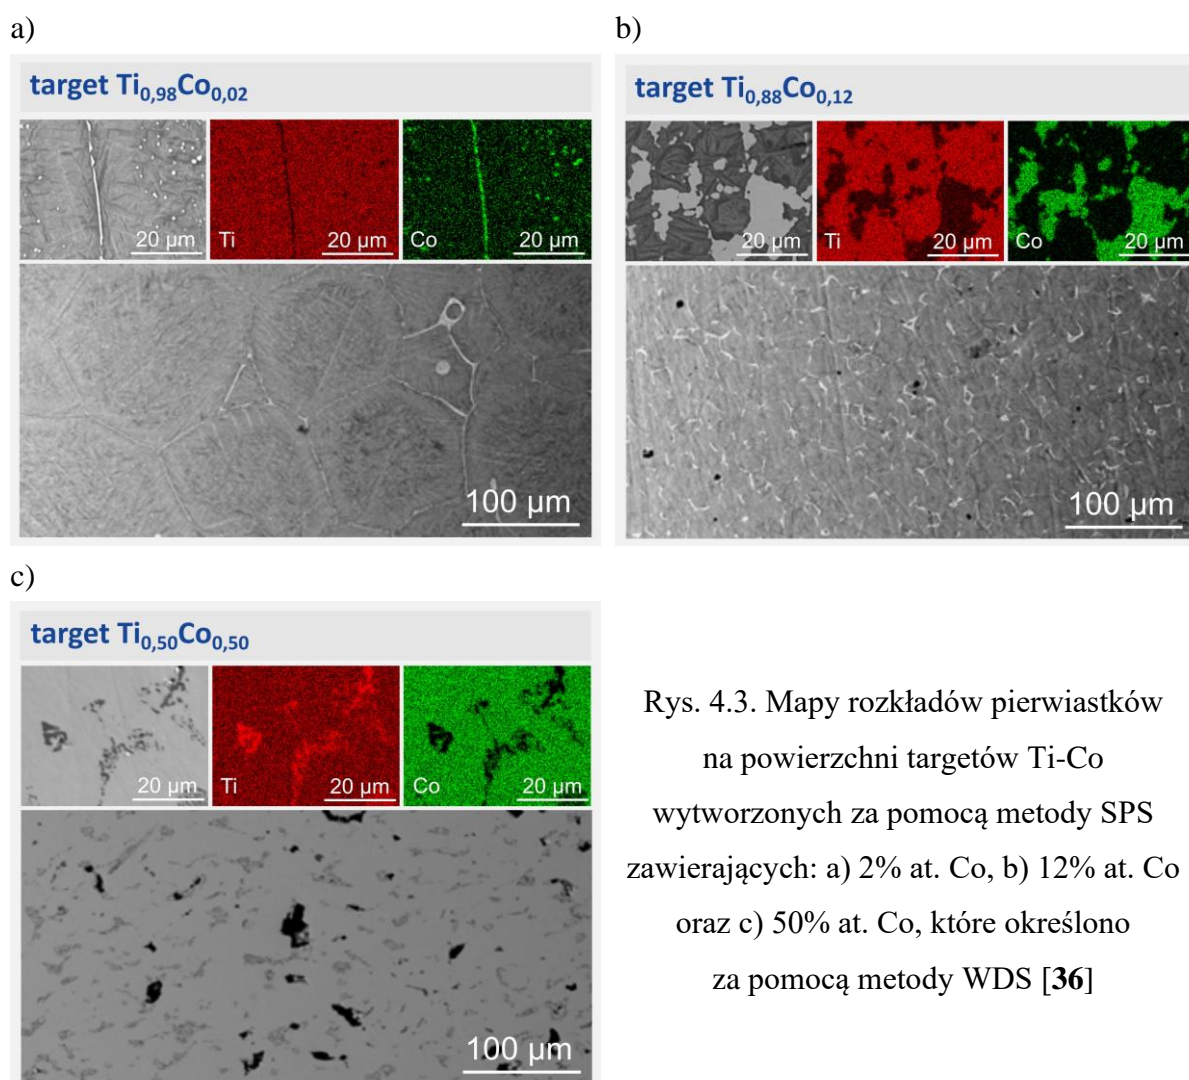 a)
target Ti0,98Co0,02
20 µm
Ti 20 µm
Co 20 µm
100 µm
b)
target Ti0,88Co0,12
20 µm
Ti 20 µm
Co 20 µm
100 µm
c)
target Ti0,50Co0,50
20 µm
Ti 20 µm
Co 20 µm
100 µm
Rys. 4.3. Mapy rozkładów pierwiastków
na powierzchni targetów Ti-Co
wytworzonych za pomocą metody SPS
zawierających: a) 2% at. Co, b) 12% at. Co
oraz c) 50% at. Co, które określono
za pomocą metody WDS [36]